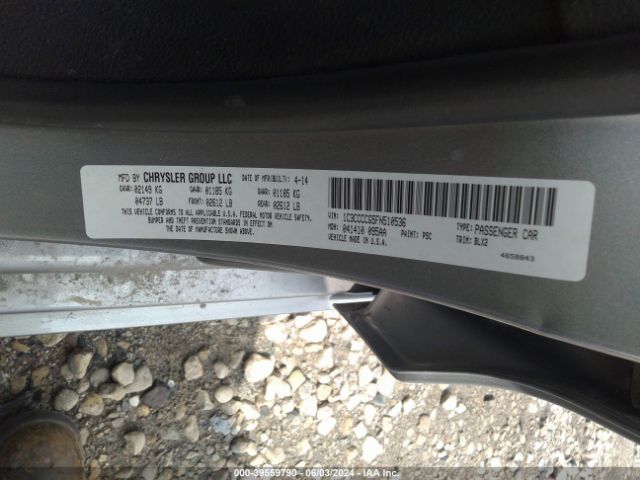 MFD BY CHRYSLER GROUP LLC DATE OF MFR(BUILT): 4-14
GVWR: 02149 KG GAWR: 01185 KG GAWR: 01185 KG
04737 LB FRONT: 02612 LB REAR: 02612 LB
THIS VEHICLE CONFORMS TO ALL APPLICABLE U.S.A. FEDERAL MOTOR VEHICLE SAFETY,
BUMPER AND THEFT PREVENTION STANDARDS IN EFFECT ON
THE DATE OF MANUFACTURE SHOWN ABOVE.
VIN: 1C3CCCCG5FN510536 TYPE: PASSENGER CAR
MDH: 041410 095AA PAINT: PSC TRIM: BLX2
VEHICLE MADE IN U.S.A. 4658843
000-39559790 - 06/03/2024 - IAA Inc.